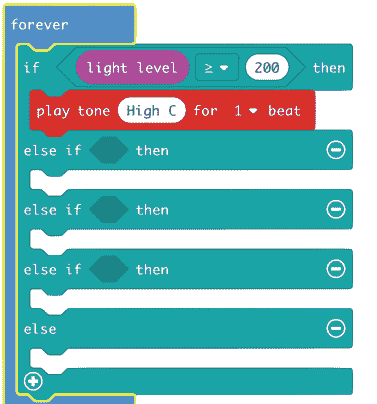 forever
if light level ≥ 200 then
play tone High C for 1 beat
else if then
else if then
else if then
else